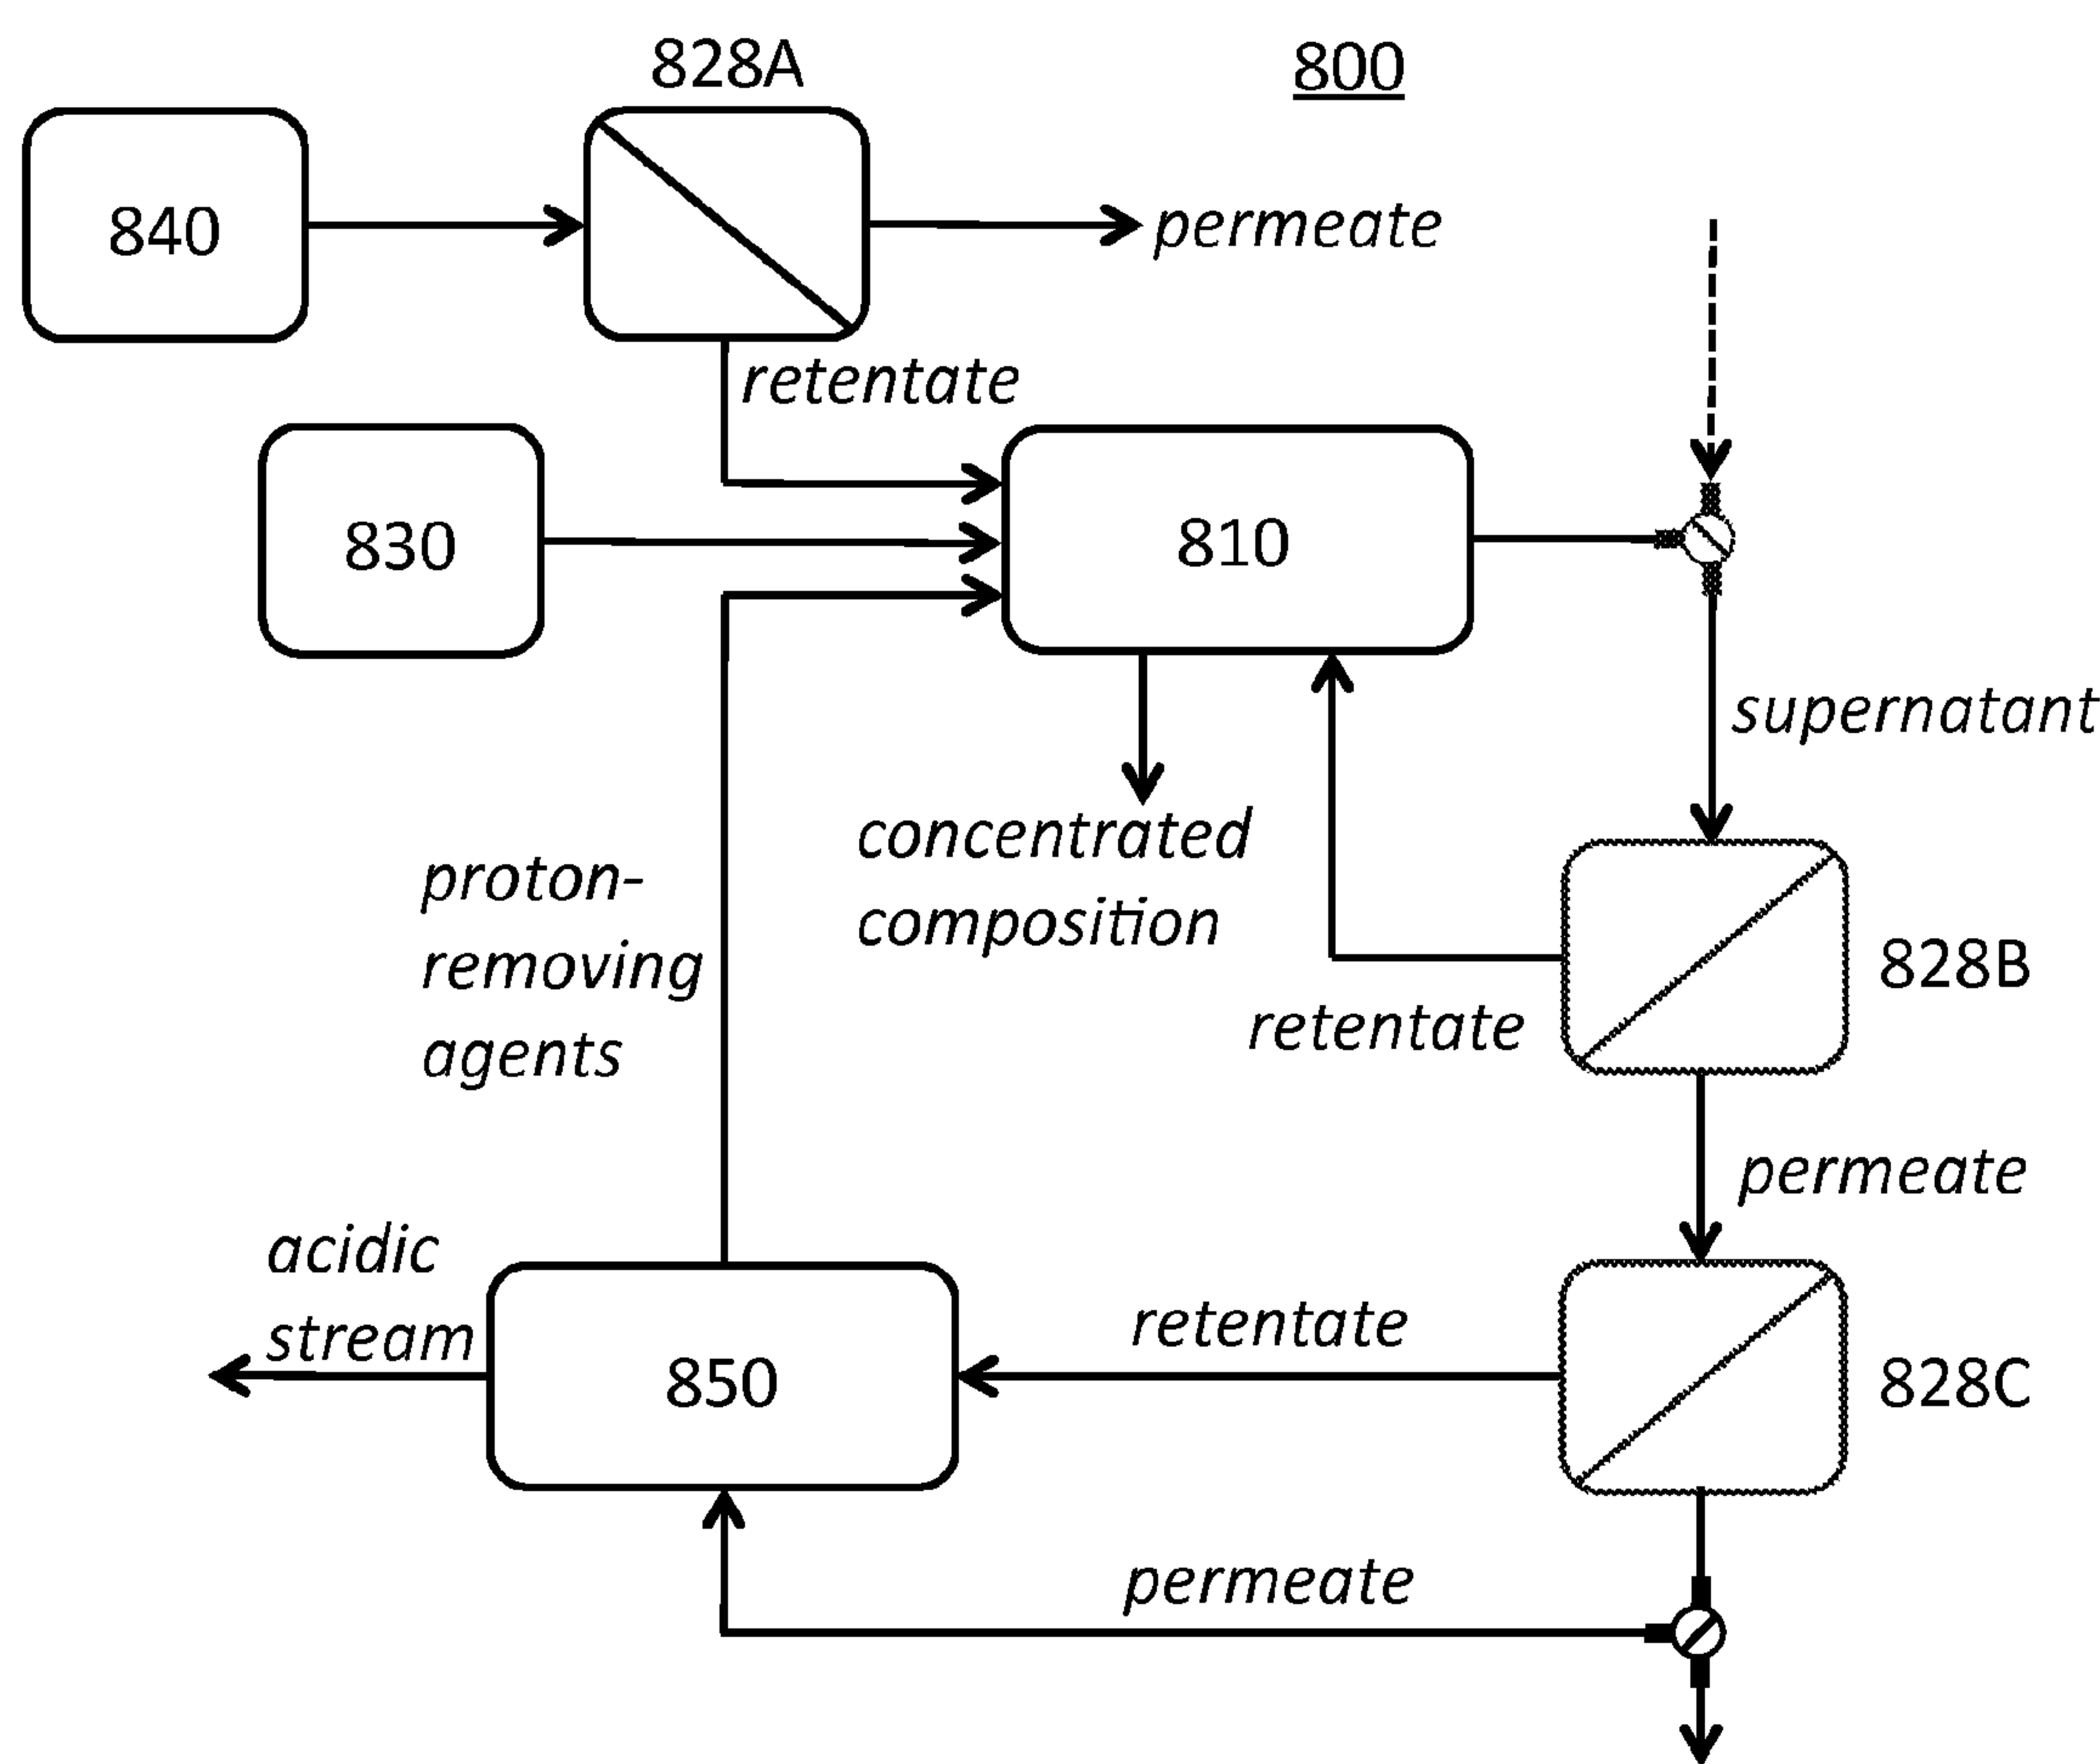 828A
800
840
permeate
retentate
830
810
supernatant
concentrated
composition
proton-
removing
agents
828B
retentate
permeate
acidic
stream
retentate
850
828C
permeate